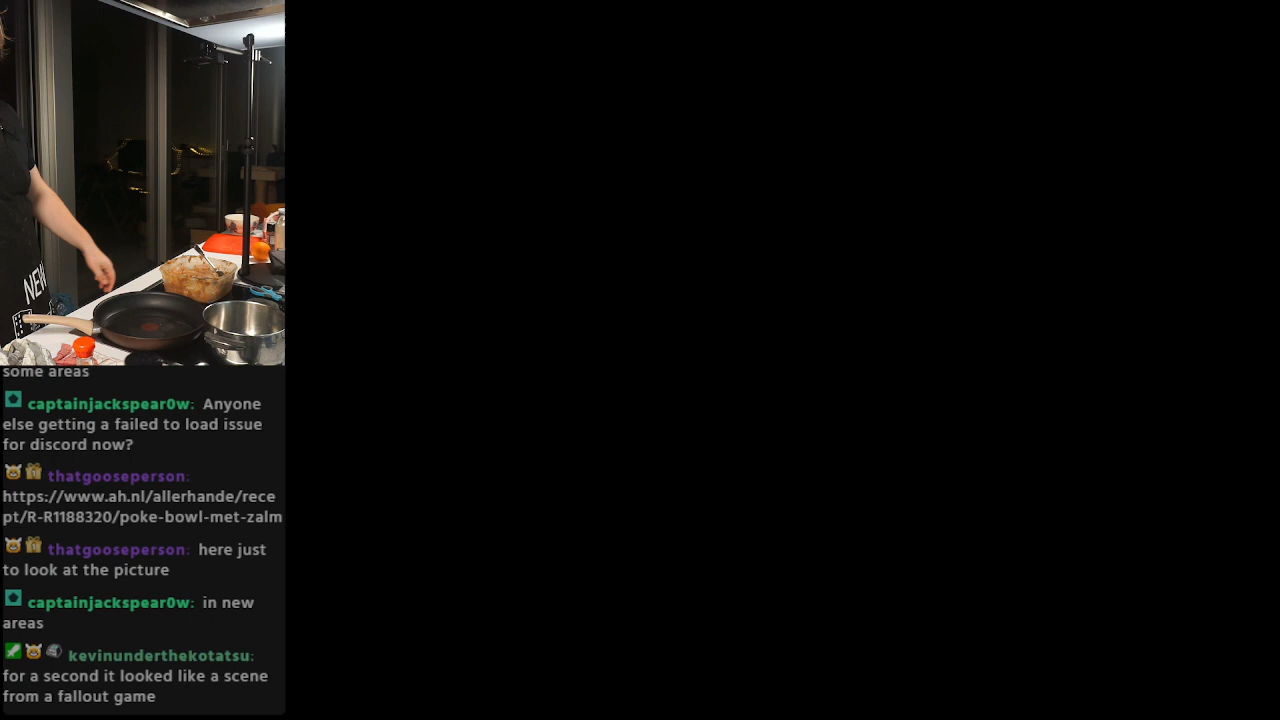 NEW
some areas
captainjackspear0w: Anyone
else getting a failed to load issue
for discord now?
thatgooseperson:
https://www.ah.nl/allerhande/rece
pt/R-R1188320/poke-bowl-met-zalm
thatgooseperson: here just
to look at the picture
captainjackspear0w: in new
areas
kevinunderthekotatsu:
for a second it looked like a scene
from a fallout game